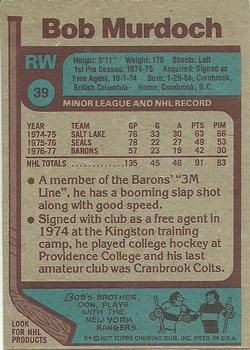 Bob Murdoch
RW
39
Height: 5'11" Weight: 175 Shoots: Left
1st Pro Season: 1974-75 Acquired: Signed as
Free Agent, 10-1-74 Born: 1-29-54, Cranbrook,
British Columbia Home: Cranbrook, B.C.
MINOR LEAGUE AND NHL RECORD
YEAR CLUB GP G A PTS PIM
1974-75 SALT LAKE 76 33 30 63 66
1975-76 SEALS 78 22 27 49 53
1976-77 BARONS 57 23 19 42 30
NHL TOTALS 135 45 46 91 83
• A member of the Barons' "3M
Line", he has a booming slap shot
along with good speed.
• Signed with club as a free agent in
1974 at the Kingston training
camp, he played college hockey at
Providence College and his last
amateur club was Cranbrook Colts.
LOOK
FOR NHL
PRODUCTS
BOB'S BROTHER,
DON, PLAYS
WITH THE
NEW YORK
RANGERS.
© 1977 TOPPS CHEWING GUM, INC. PRTD. IN U.S.A.